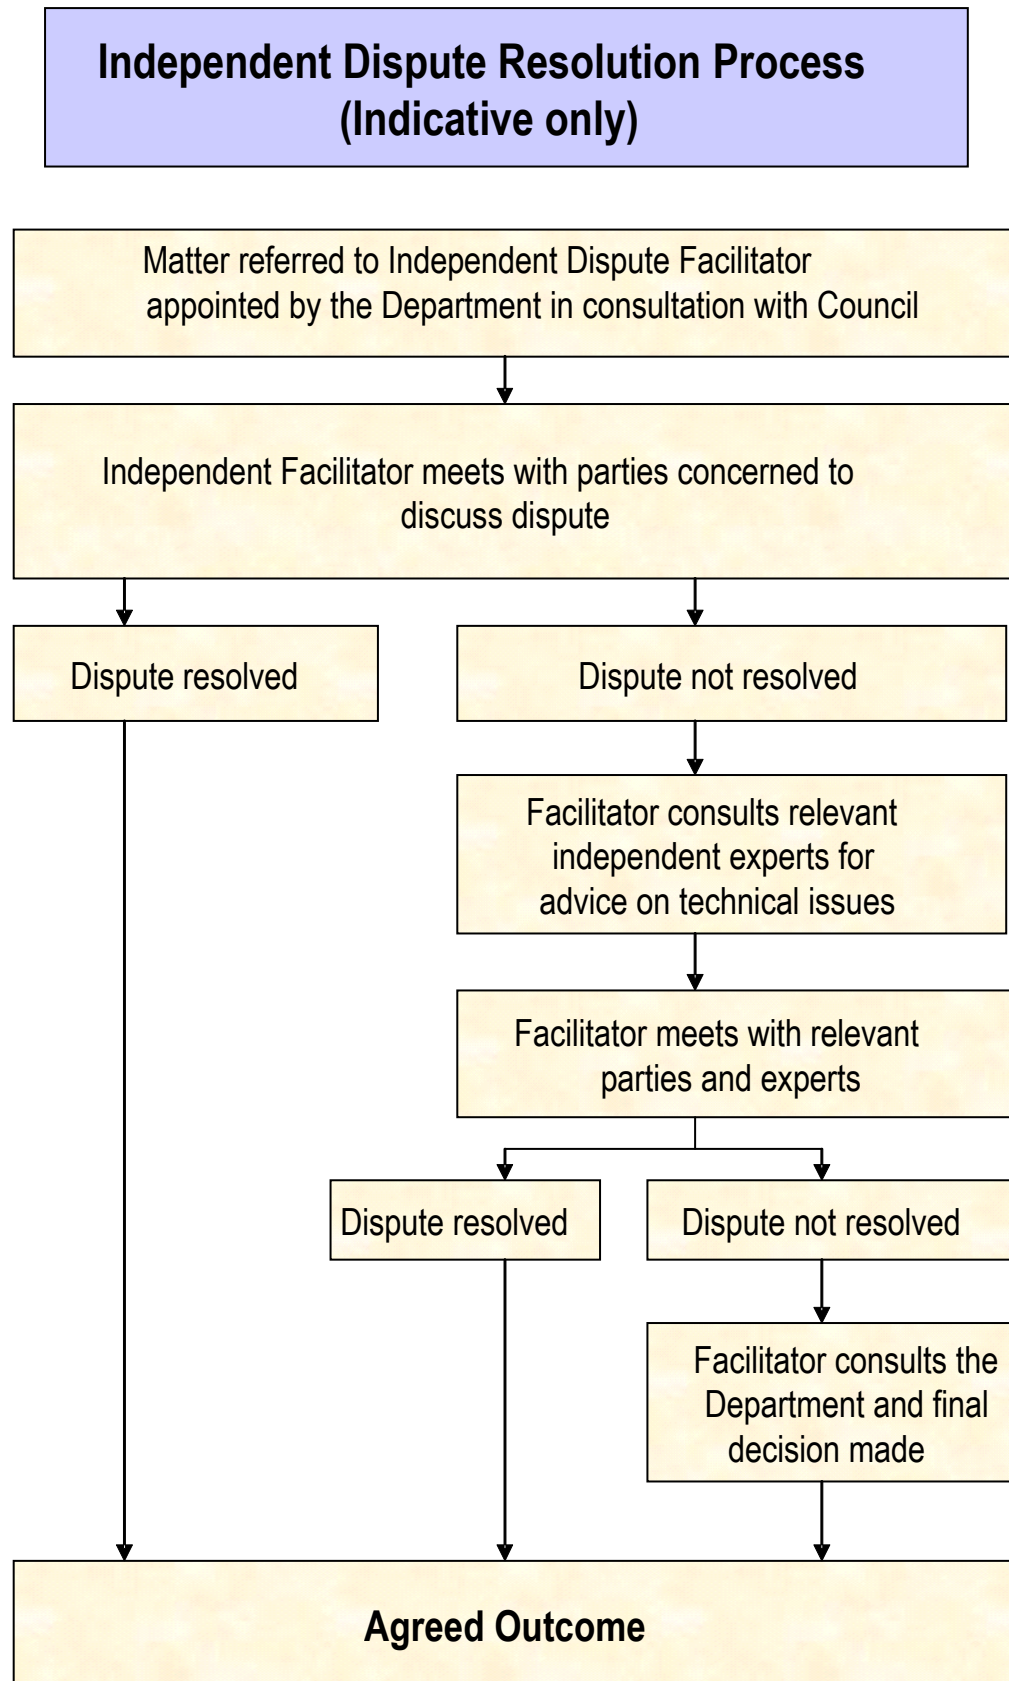 Independent Dispute Resolution Process
(Indicative only)
Matter referred to Independent Dispute Facilitator
appointed by the Department in consultation with Council
Independent Facilitator meets with parties concerned to
discuss dispute
Dispute resolved
Dispute not resolved
Facilitator consults relevant
independent experts for
advice on technical issues
Facilitator meets with relevant
parties and experts
Dispute resolved
Dispute not resolved
Facilitator consults the
Department and final
decision made
Agreed Outcome